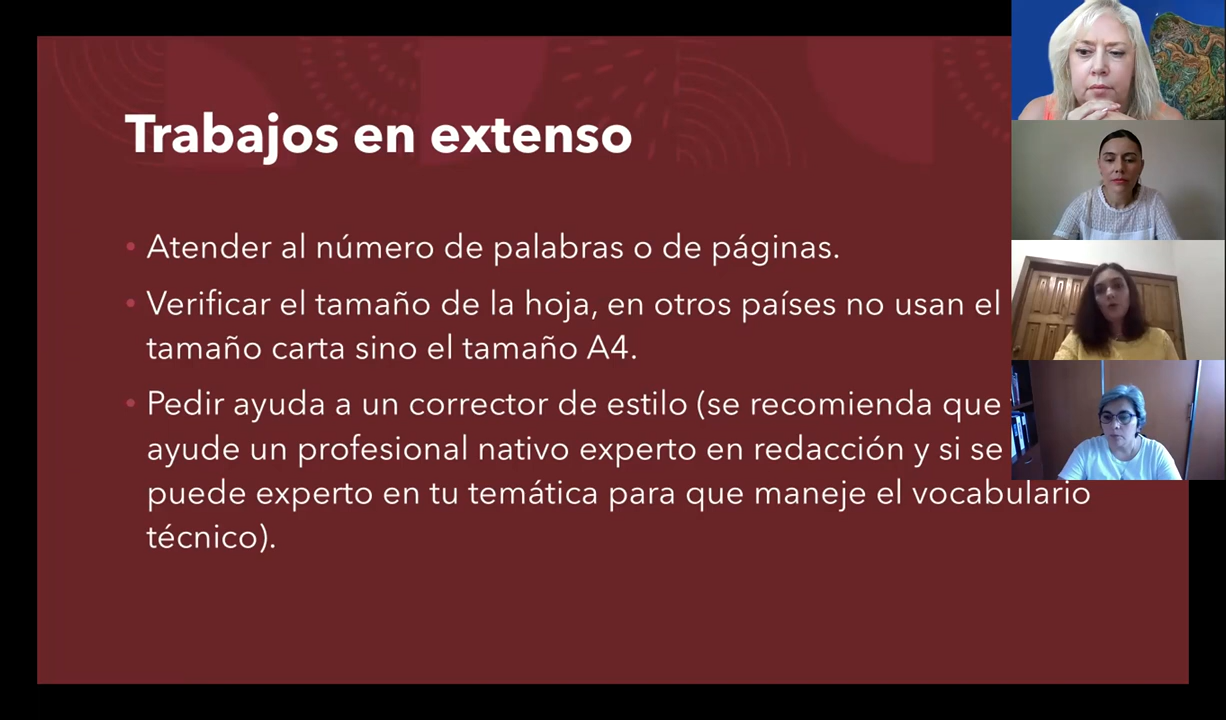 Trabajos en extenso
• Atender al número de palabras o de páginas.
• Verificar el tamaño de la hoja, en otros países no usan el
tamaño carta sino el tamaño A4.
• Pedir ayuda a un corrector de estilo (se recomienda que
ayude un profesional nativo experto en redacción y si se
puede experto en tu temática para que maneje el vocabulario
técnico).